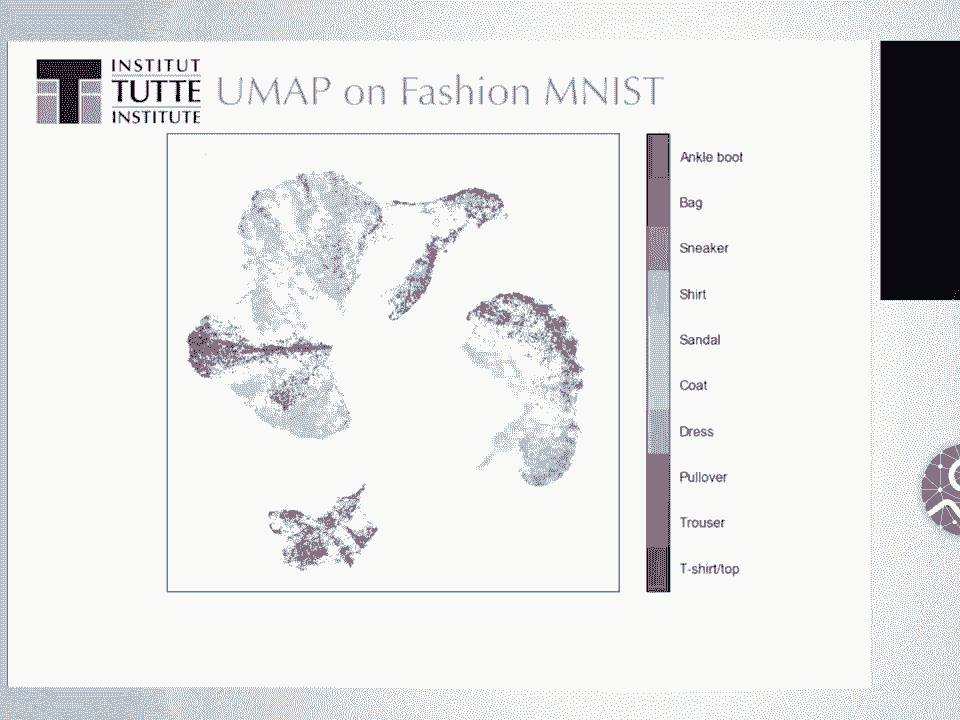 INSTITUT
TUTTE
INSTITUTE
UMAP on Fashion MNIST
Ankle boot
Bag
Sneaker
Shirt
Sandal
Coat
Dress
Pullover
Trouser
T-shirt/top